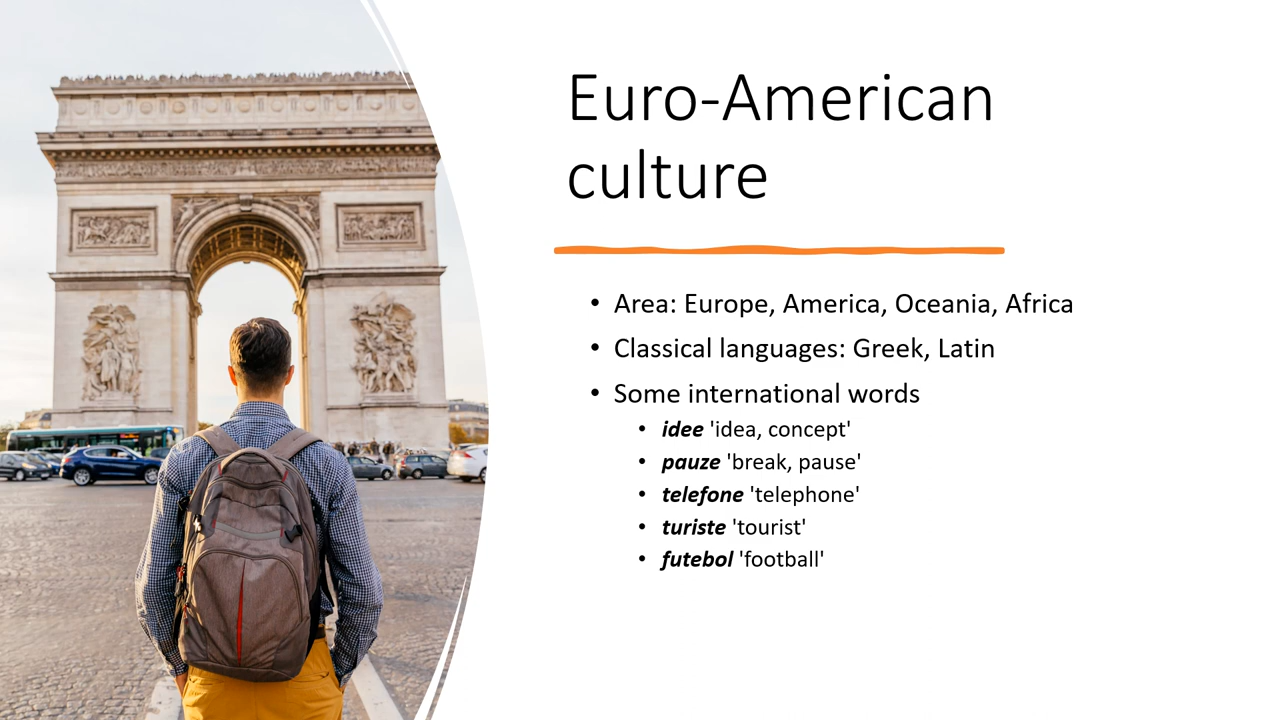 Euro-American
culture
• Area: Europe, America, Oceania, Africa
• Classical languages: Greek, Latin
• Some international words
• idee 'idea, concept'
• pauze 'break, pause'
• telefone 'telephone'
• turiste 'tourist'
• futebol 'football'